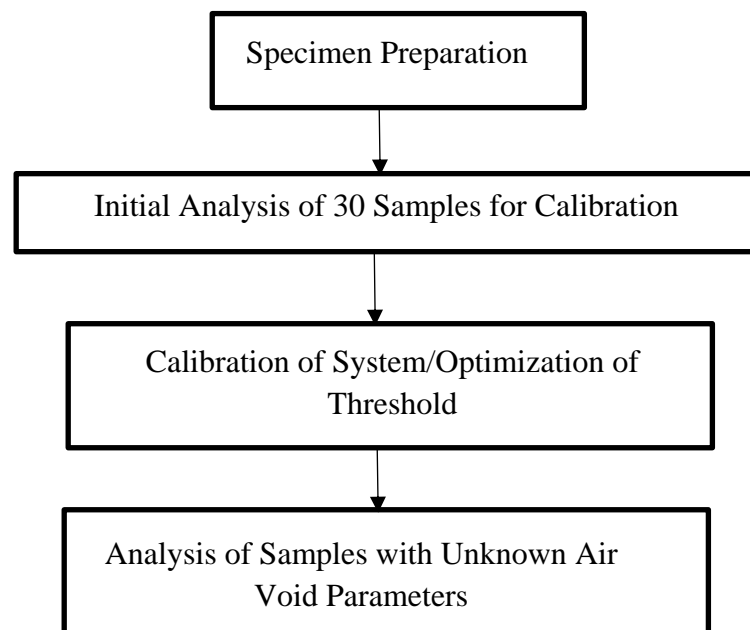 Specimen Preparation
Initial Analysis of 30 Samples for Calibration
Calibration of System/Optimization of
Threshold
Analysis of Samples with Unknown Air
Void Parameters